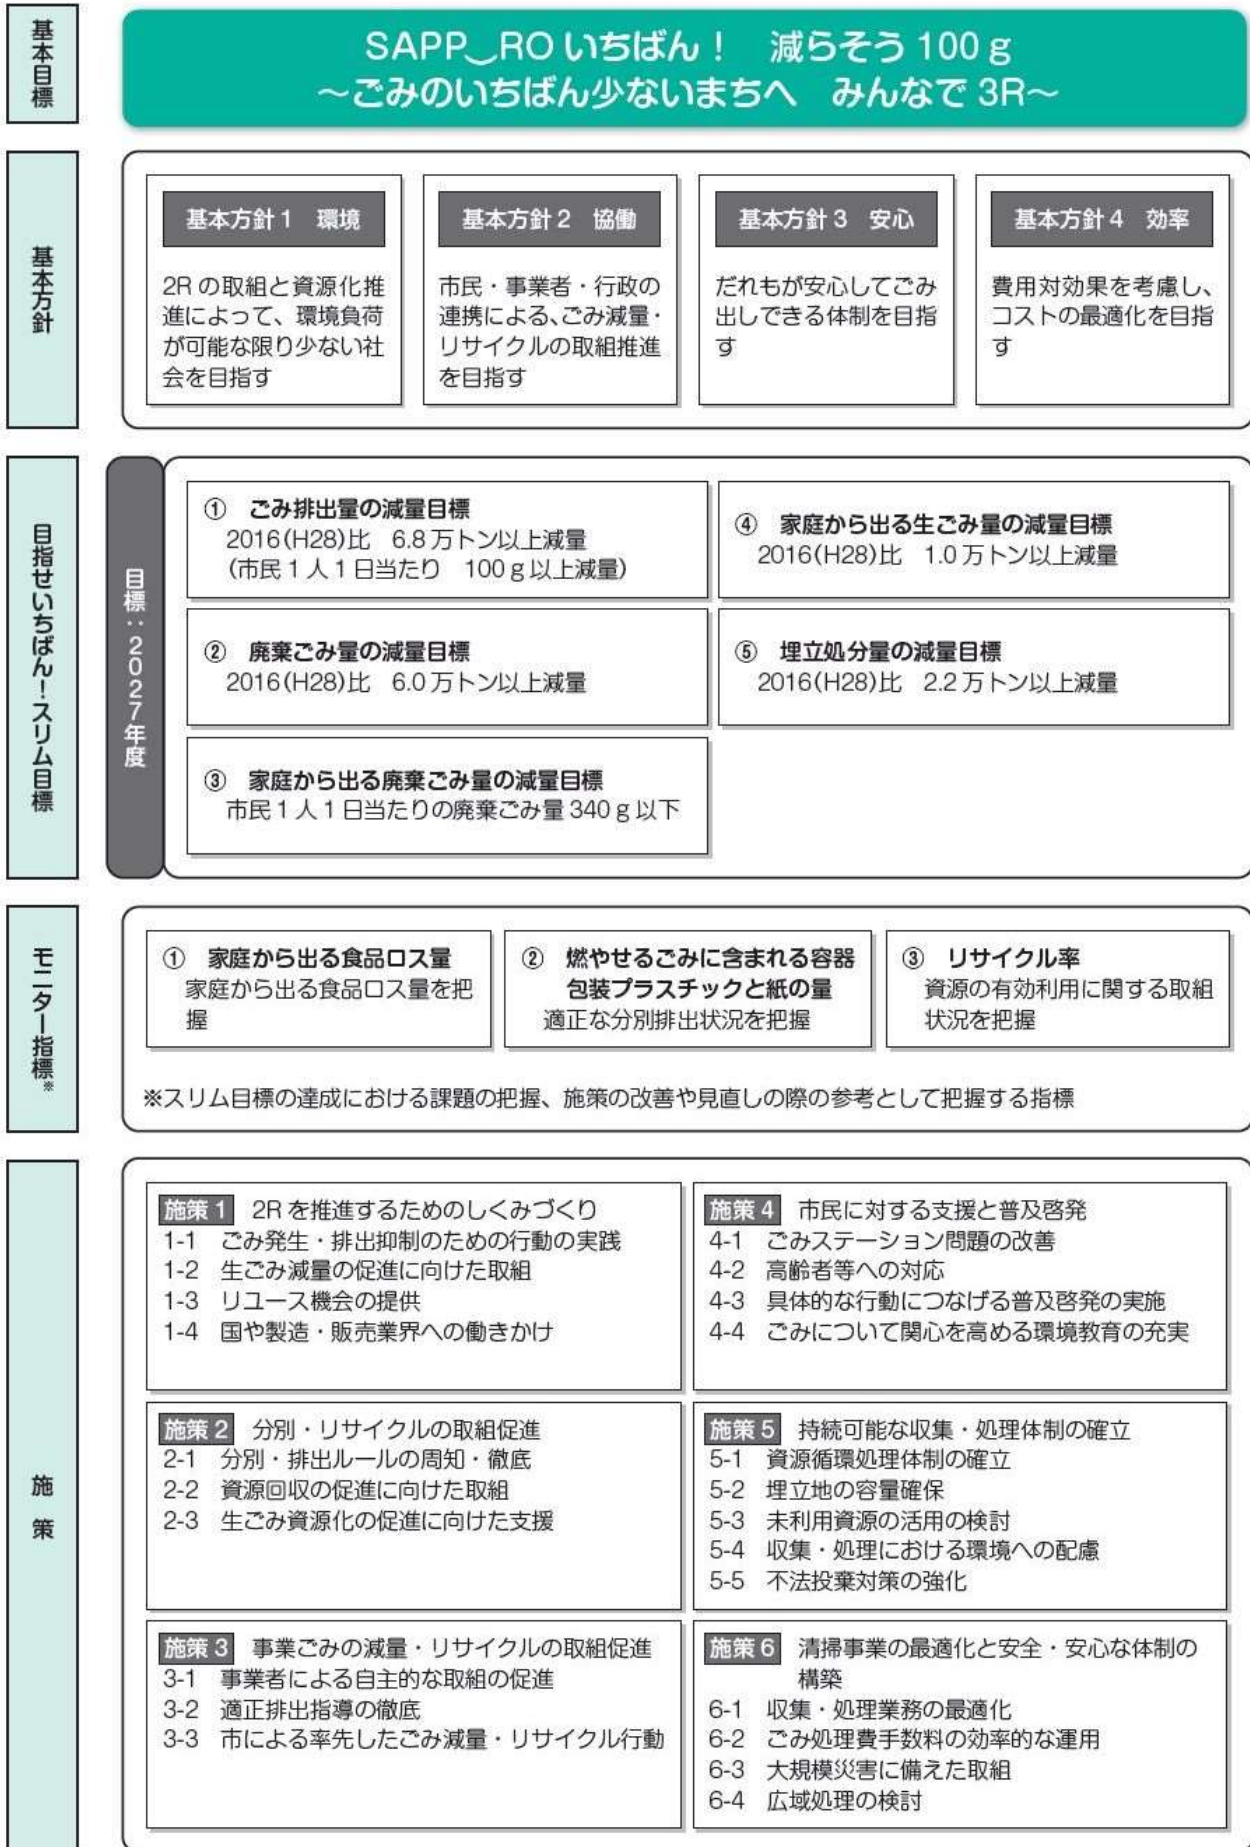 基本目標
SAPP‿RO いちばん！　減らそう 100ｇ
～ごみのいちばん少ないまちへ　みんなで 3R～
基本方針
基本方針１　環境
2R の取組と資源化推
進によって、環境負荷
が可能な限り少ない社
会を目指す
基本方針２　協働
市民・事業者・行政の
連携による、ごみ減量・
リサイクルの取組推進
を目指す
基本方針３　安心
だれもが安心してごみ
出しできる体制を目指
す
基本方針４　効率
費用対効果を考慮し、
コストの最適化を目指
す
目指せいちばん！スリム目標
目標：2027年度
①　ごみ排出量の減量目標
2016(H28)比　6.8 万トン以上減量
（市民１人１日当たり　100ｇ以上減量）
②　廃棄ごみ量の減量目標
2016(H28)比　6.0 万トン以上減量
③　家庭から出る廃棄ごみ量の減量目標
市民１人１日当たりの廃棄ごみ量 340ｇ以下
④　家庭から出る生ごみ量の減量目標
2016(H28)比　1.0 万トン以上減量
⑤　埋立処分量の減量目標
2016(H28)比　2.2 万トン以上減量
モニター指標※
①　家庭から出る食品ロス量
家庭から出る食品ロス量を把
握
②　燃やせるごみに含まれる容器
包装プラスチックと紙の量
適正な分別排出状況を把握
③　リサイクル率
資源の有効利用に関する取組
状況を把握
※スリム目標の達成における課題の把握、施策の改善や見直しの際の参考として把握する指標
施策
施策１　2R を推進するためのしくみづくり
1-1　ごみ発生・排出抑制のための行動の実践
1-2　生ごみ減量の促進に向けた取組
1-3　リユース機会の提供
1-4　国や製造・販売業界への働きかけ
施策２　分別・リサイクルの取組促進
2-1　分別・排出ルールの周知・徹底
2-2　資源回収の促進に向けた取組
2-3　生ごみ資源化の促進に向けた支援
施策３　事業ごみの減量・リサイクルの取組促進
3-1　事業者による自主的な取組の促進
3-2　適正排出指導の徹底
3-3　市による率先したごみ減量・リサイクル行動
施策４　市民に対する支援と普及啓発
4-1　ごみステーション問題の改善
4-2　高齢者等への対応
4-3　具体的な行動につなげる普及啓発の実施
4-4　ごみについて関心を高める環境教育の充実
施策５　持続可能な収集・処理体制の確立
5-1　資源循環処理体制の確立
5-2　埋立地の容量確保
5-3　未利用資源の活用の検討
5-4　収集・処理における環境への配慮
5-5　不法投棄対策の強化
施策６　清掃事業の最適化と安全・安心な体制の
構築
6-1　収集・処理業務の最適化
6-2　ごみ処理費手数料の効率的な運用
6-3　大規模災害に備えた取組
6-4　広域処理の検討